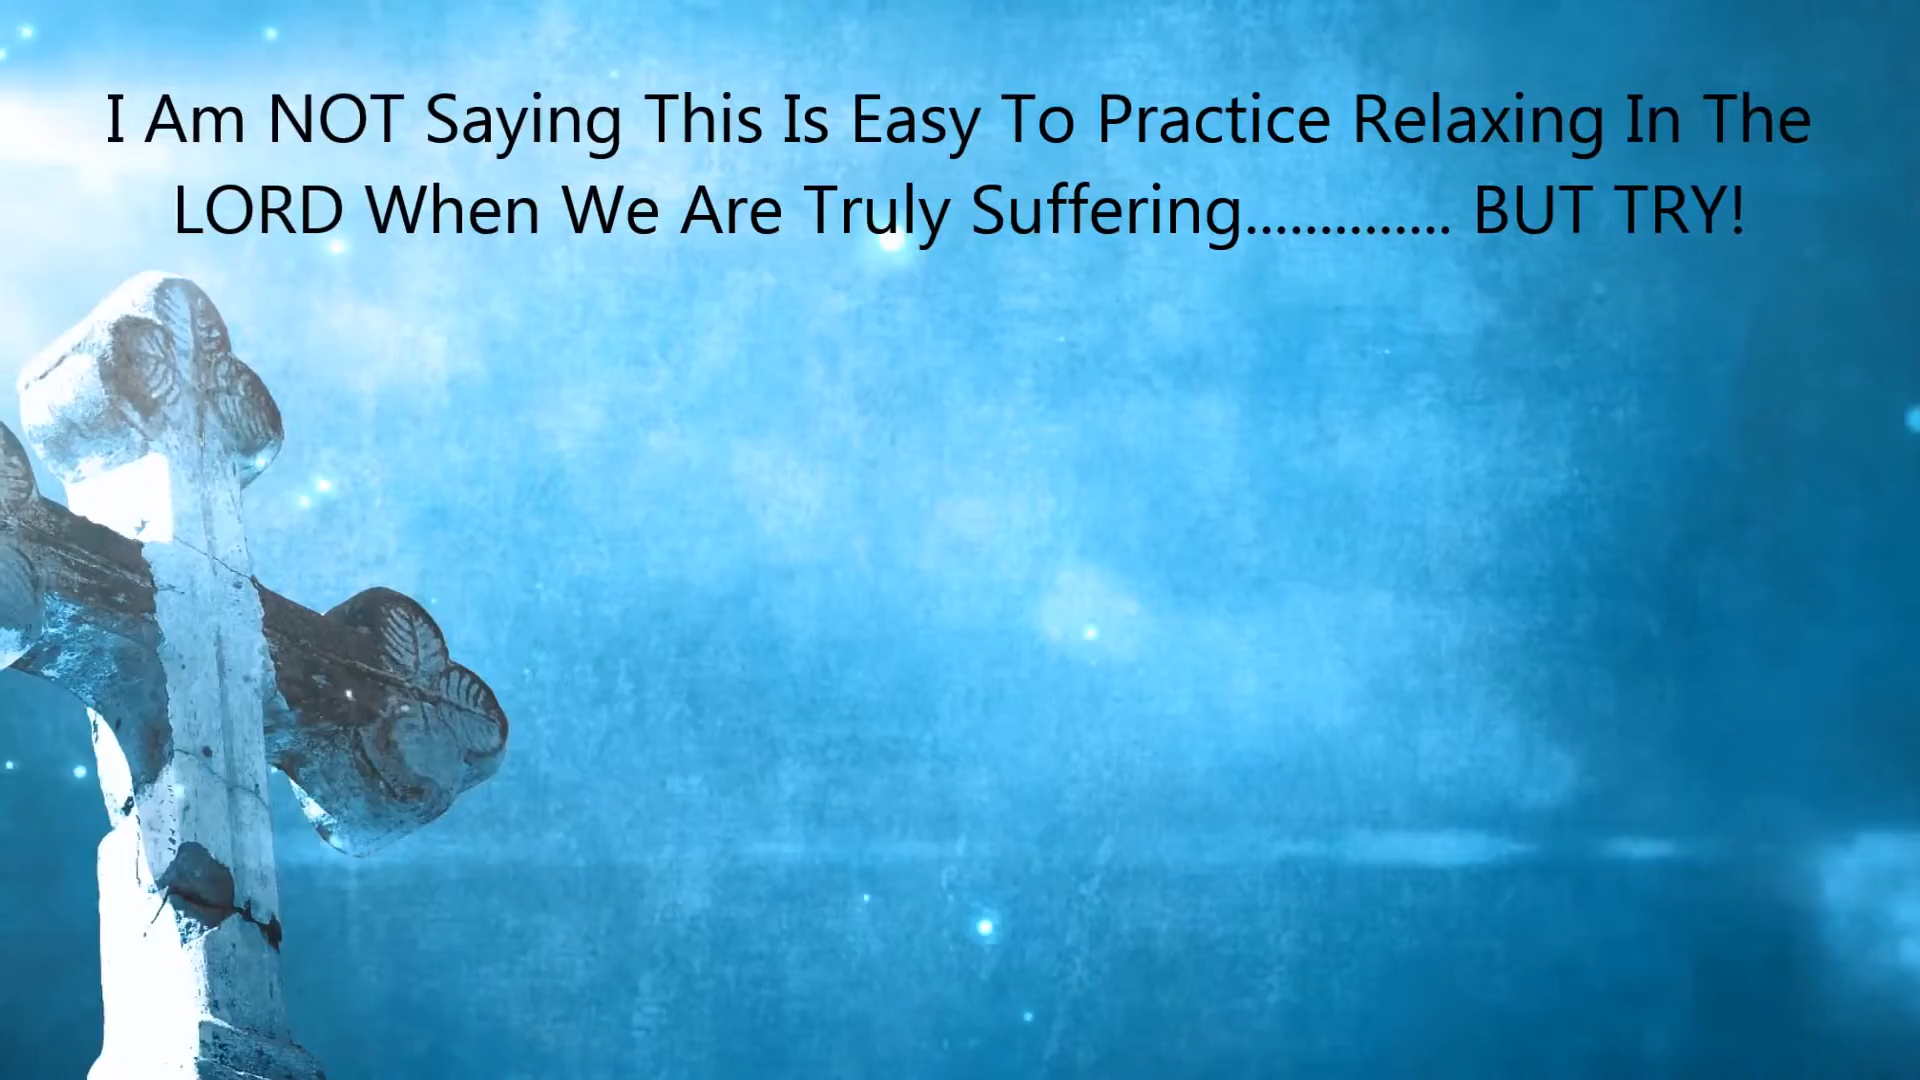 I Am NOT Saying This Is Easy To Practice Relaxing In The
LORD When We Are Truly Suffering.............. BUT TRY!